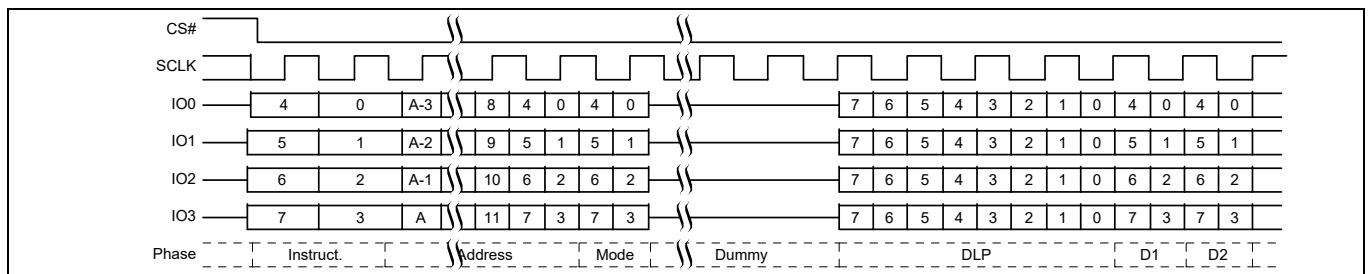 CS#
SCLK
IO0 4 0 A-3 8 4 0 4 0 7 6 5 4 3 2 1 0 4 0 4 0
IO1 5 1 A-2 9 5 1 5 1 7 6 5 4 3 2 1 0 5 1 5 1
IO2 6 2 A-1 10 6 2 6 2 7 6 5 4 3 2 1 0 6 2 6 2
IO3 7 3 A 11 7 3 7 3 7 6 5 4 3 2 1 0 7 3 7 3
Phase Instruct. Address Mode Dummy DLP D1 D2